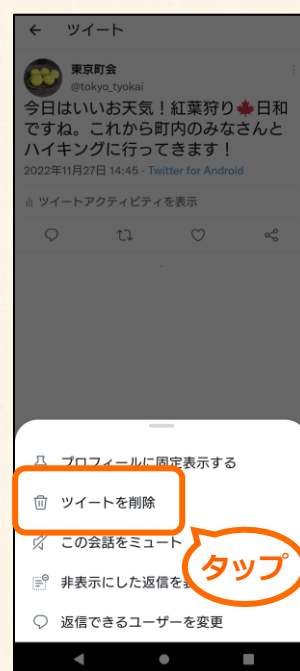 ツイート
東京町会
@tokyo_tyokai
今日はいいお天気！紅葉狩り🍁日和
ですね。これから町内のみなさんと
ハイキングに行ってきます！
2022年11月27日 14:45・Twitter for Android
ツイートアクティビティを表示
プロフィールに固定表示する
ツイートを削除
この会話をミュート
タップ
非表示にした返信を
返信できるユーザーを変更